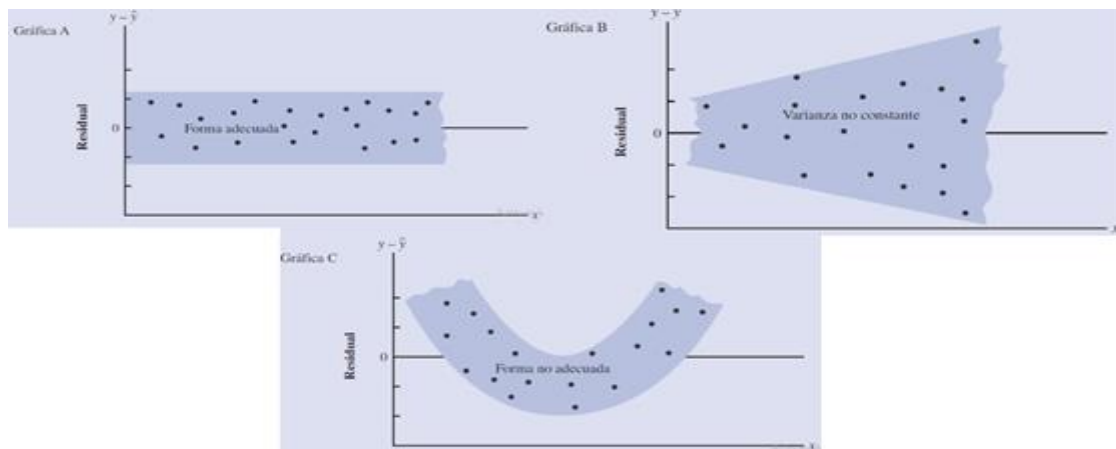 y – ŷ
Gráfica A
Residual
0
Forma adecuada
x
y – y
Gráfica B
Residual
0
Varianza no constante
y – ŷ
Gráfica C
Residual
0
Forma no adecuada
x